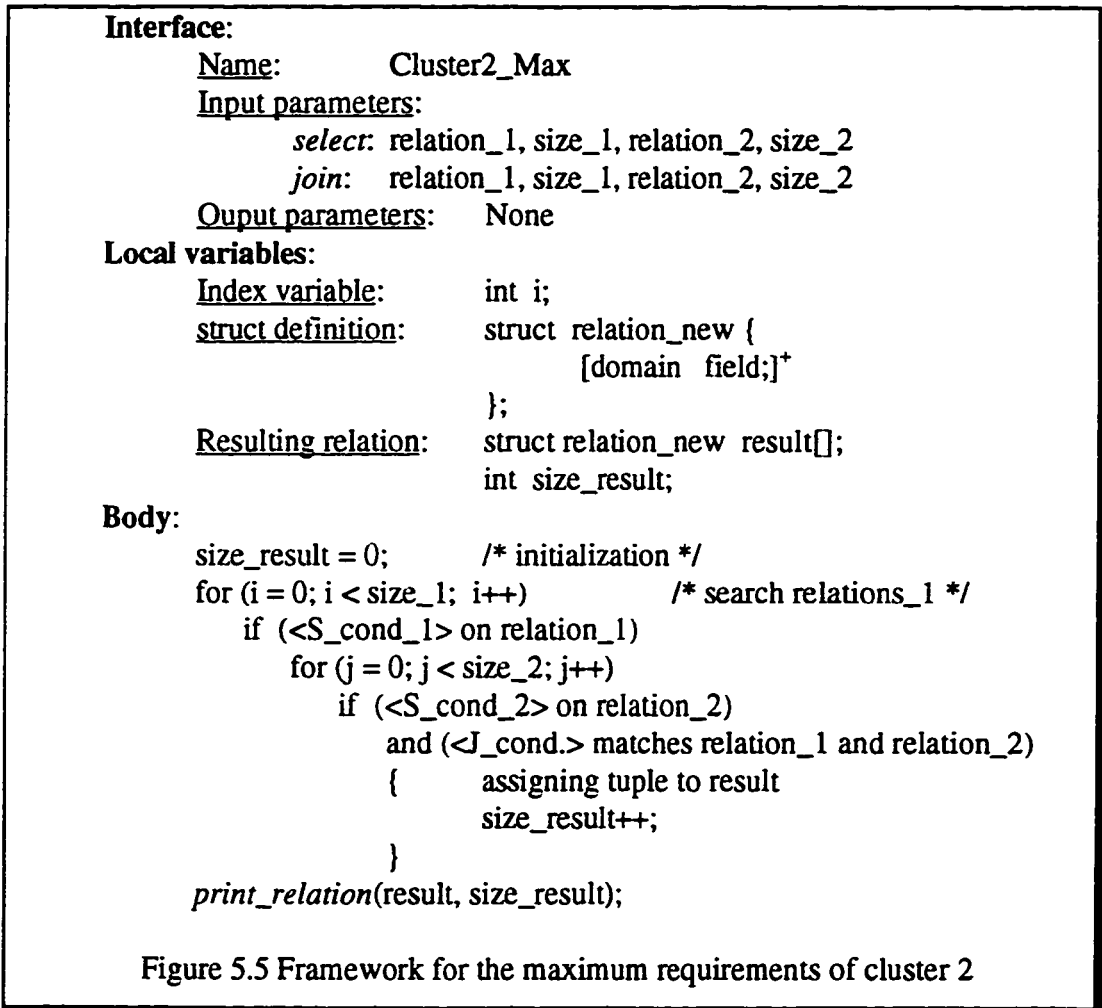 Interface:
Name: Cluster2_Max
Input parameters:
select: relation_1, size_1, relation_2, size_2
join: relation_1, size_1, relation_2, size_2
Ouput parameters: None
Local variables:
Index variable: int i;
struct definition: struct relation_new {
[domain field;]+
};
Resulting relation: struct relation_new result[];
int size_result;
Body:
size_result = 0; /* initialization */
for (i = 0; i < size_1; i++) /* search relations_1 */
if (<S_cond_1> on relation_1)
for (j = 0; j < size_2; j++)
if (<S_cond_2> on relation_2)
and (<J_cond.> matches relation_1 and relation_2)
{ assigning tuple to result
size_result++;
}
print_relation(result, size_result);
Figure 5.5 Framework for the maximum requirements of cluster 2